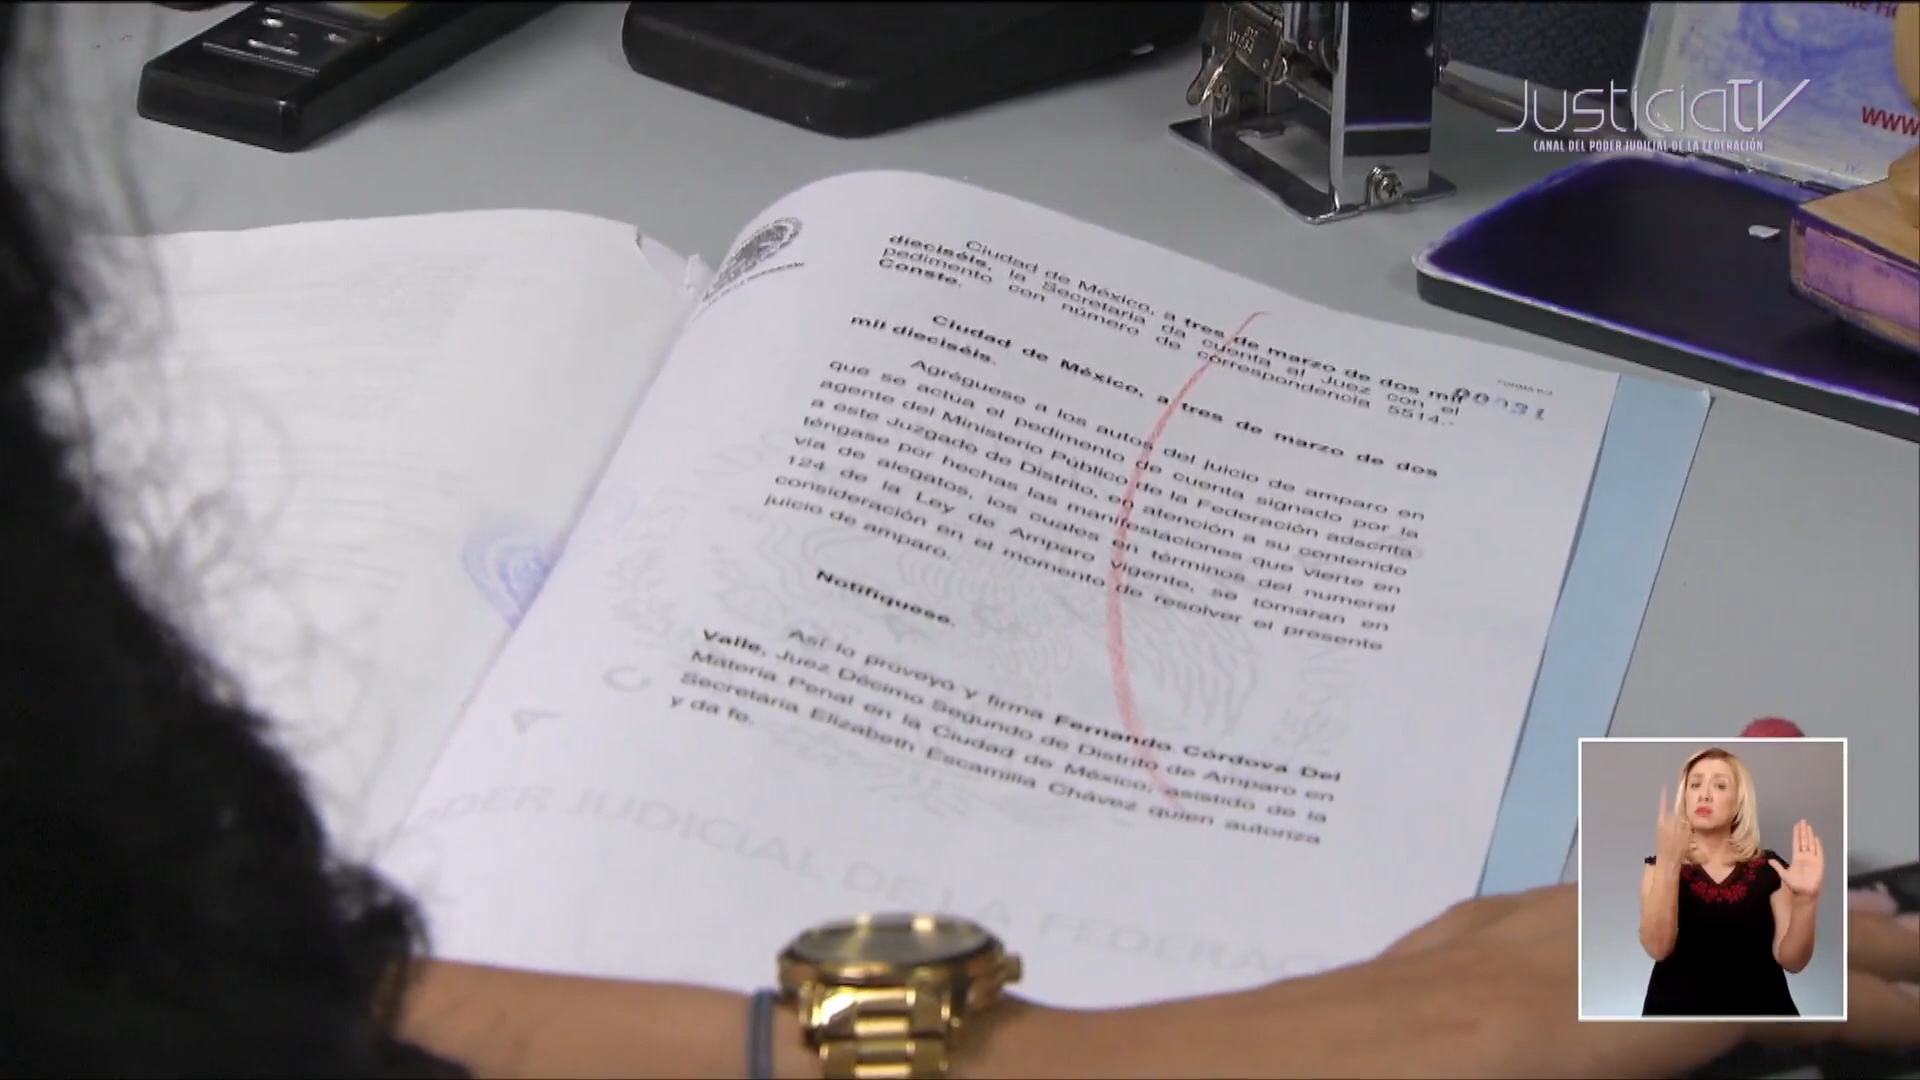 JUSTICIATV
CANAL DEL PODER JUDICIAL DE LA FEDERACIÓN
www
Ciudad de México, a tres de marzo de dos mil
dieciséis, la Secretaria da cuenta al Juez con el
pedimento con número de correspondencia 5514.-
Conste.
Ciudad de México, a tres de marzo de dos
mil dieciséis.
Agréguese a los autos del juicio de amparo en
que se actúa el pedimento de cuenta signado por la
agente del Ministerio Público de la Federación adscrita
a este Juzgado de Distrito, en atención a su contenido
téngase por hechas las manifestaciones que vierte en
vía de alegatos, los cuales en términos del numeral
124 de la Ley de Amparo vigente, se tomaran en
consideración en el momento de resolver el presente
juicio de amparo.
Notifíquese.
Así lo proveyó y firma Fernando Córdova Del
Valle, Juez Décimo Segundo de Distrito de Amparo en
Materia Penal en la Ciudad de México, asistido de la
Secretaria Elizabeth Escamilla Chávez quien autoriza
y da fe.
PODER JUDICIAL DE LA FEDERAC